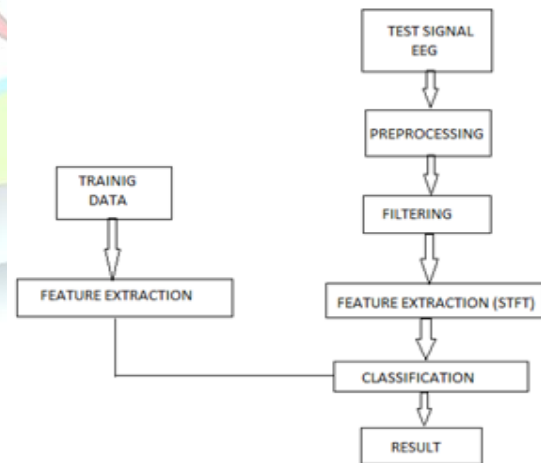 TEST SIGNAL
EEG
PREPROCESSING
TRAINIG
DATA
FILTERING
FEATURE EXTRACTION
FEATURE EXTRACTION (STFT)
CLASSIFICATION
RESULT